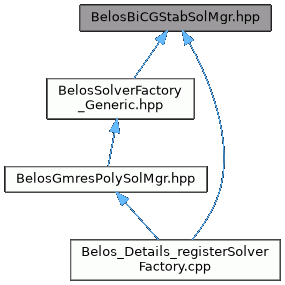 BelosBiCGStabSolMgr.hpp
BelosSolverFactory
_Generic.hpp
BelosGmresPolySolMgr.hpp
Belos_Details_registerSolver
Factory.cpp